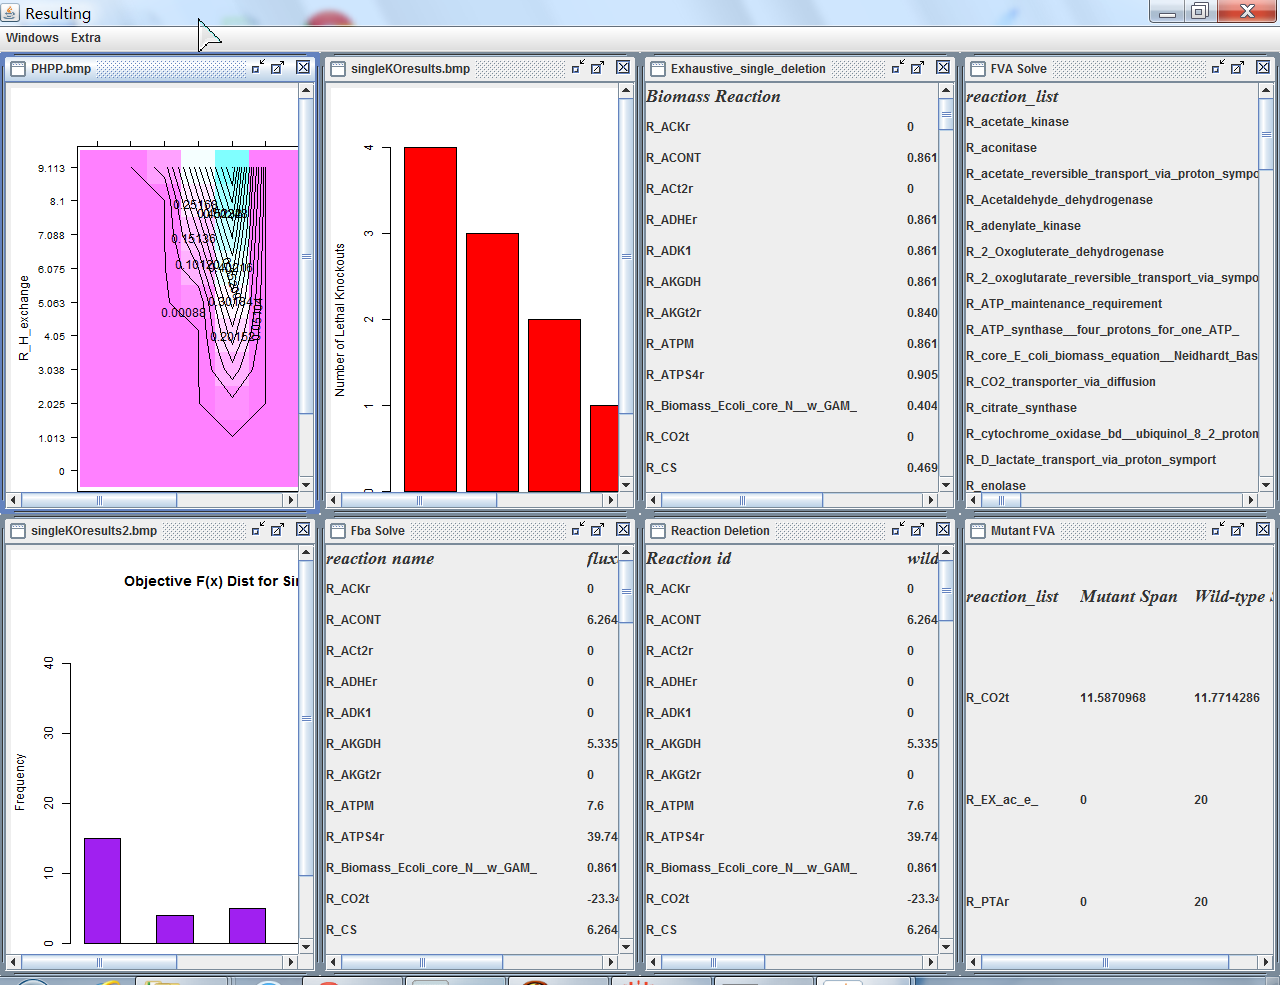 Resulting
Windows Extra
PHPP.bmp
R_H_exchange
9.113
8.1
7.088
6.075
5.063
4.05
3.038
2.025
1.013
0
0.25166
0.15136
0.00088
0.20152
singleKOresults.bmp
Number of Lethal Knockouts
4
3
2
1
0
Exhaustive_single_deletion
Biomass Reaction
R_ACKr 0
R_ACONT 0.861
R_ACt2r 0
R_ADHEr 0.861
R_ADK1 0.861
R_AKGDH 0.861
R_AKGt2r 0.840
R_ATPM 0.861
R_ATPS4r 0.905
R_Biomass_Ecoli_core_N__w_GAM_ 0.404
R_CO2t 0
R_CS 0.469
FVA Solve
reaction_list
R_acetate_kinase
R_aconitase
R_acetate_reversible_transport_via_proton_sympo
R_Acetaldehyde_dehydrogenase
R_adenylate_kinase
R_2_Oxogluterate_dehydrogenase
R_2_oxoglutarate_reversible_transport_via_sympo
R_ATP_maintenance_requirement
R_ATP_synthase__four_protons_for_one_ATP_
R_core_E_coli_biomass_equation__Neidhardt_Bas
R_CO2_transporter_via_diffusion
R_citrate_synthase
R_cytochrome_oxidase_bd__ubiquinol_8_2_proton
R_D_lactate_transport_via_proton_symport
R_enolase
singleKOresults2.bmp
Objective F(x) Dist for Sin
Frequency
40
30
20
10
0
Fba Solve
reaction name flux
R_ACKr 0
R_ACONT 6.264
R_ACt2r 0
R_ADHEr 0
R_ADK1 0
R_AKGDH 5.335
R_AKGt2r 0
R_ATPM 7.6
R_ATPS4r 39.74
R_Biomass_Ecoli_core_N__w_GAM_ 0.861
R_CO2t -23.34
R_CS 6.264
Reaction Deletion
Reaction id wild
R_ACKr 0
R_ACONT 6.264
R_ACt2r 0
R_ADHEr 0
R_ADK1 0
R_AKGDH 5.335
R_AKGt2r 0
R_ATPM 7.6
R_ATPS4r 39.74
R_Biomass_Ecoli_core_N__w_GAM_ 0.861
R_CO2t -23.34
R_CS 6.264
Mutant FVA
reaction_list Mutant Span Wild-type
R_CO2t 11.5870968 11.7714286
R_EX_ac_e_ 0 20
R_PTAr 0 20